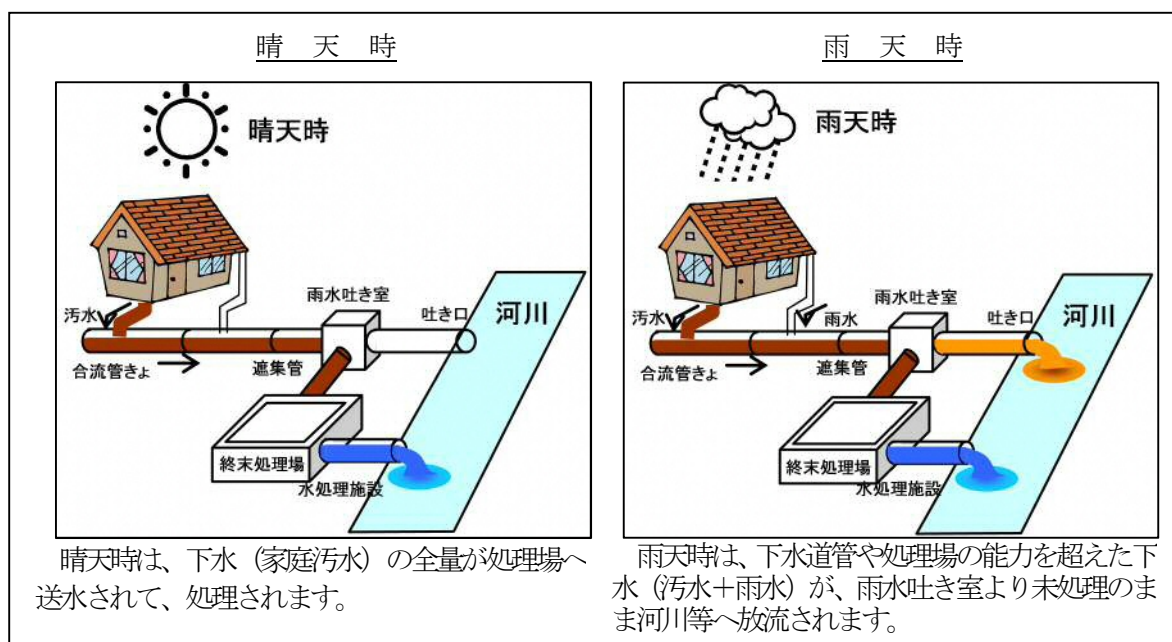 晴 天 時
晴天時
汚水
雨水吐き室
吐き口
河川
合流管きょ
遮集管
終末処理場
水処理施設
晴天時は、下水（家庭汚水）の全量が処理場へ
送水されて、処理されます。
雨 天 時
雨天時
汚水
雨水
雨水吐き室
吐き口
河川
合流管きょ
遮集管
終末処理場
水処理施設
雨天時は、下水道管や処理場の能力を超えた下
水（汚水＋雨水）が、雨水吐き室より未処理のま
ま河川等へ放流されます。